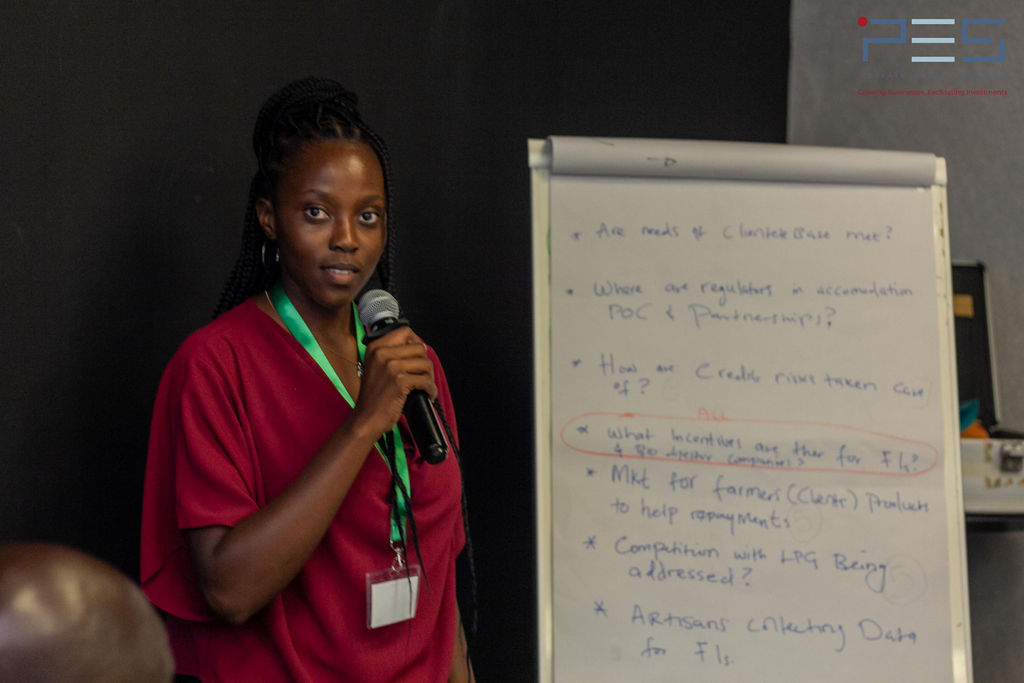 PES
Growing Businesses, Facilitating Investments
* Are needs of Clientele Base met?
* Where are regulators in accomodation
POC & Partnerships?
* How are Credit risks taken care
of?
ALL
* What Incentives are ther for FIs?
& Bio digestor Companies?
* Mkt for farmers (Clients) Products
to help repayments
* Competition with LPG Being
addressed?
* Artisans Collecting Data
for FIs.